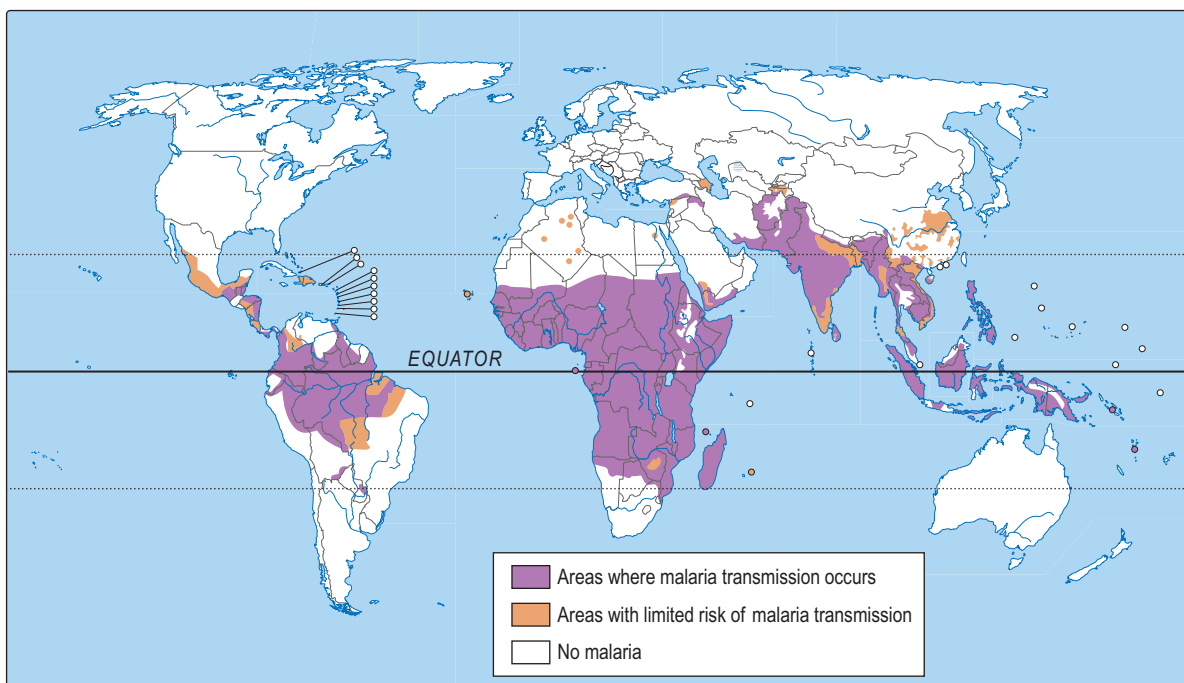 EQUATOR
Areas where malaria transmission occurs
Areas with limited risk of malaria transmission
No malaria